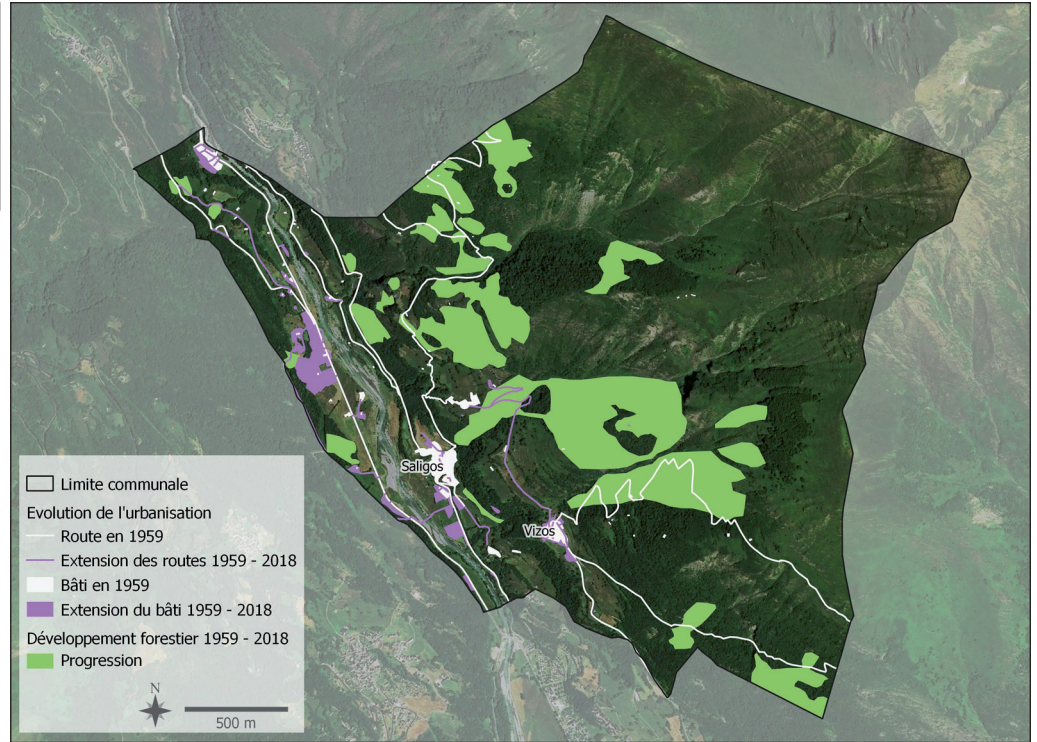 Saligos
Vizos
Limite communale
Evolution de l'urbanisation
Route en 1959
Extension des routes 1959 - 2018
Bâti en 1959
Extension du bâti 1959 - 2018
Développement forestier 1959 - 2018
Progression
N
500 m